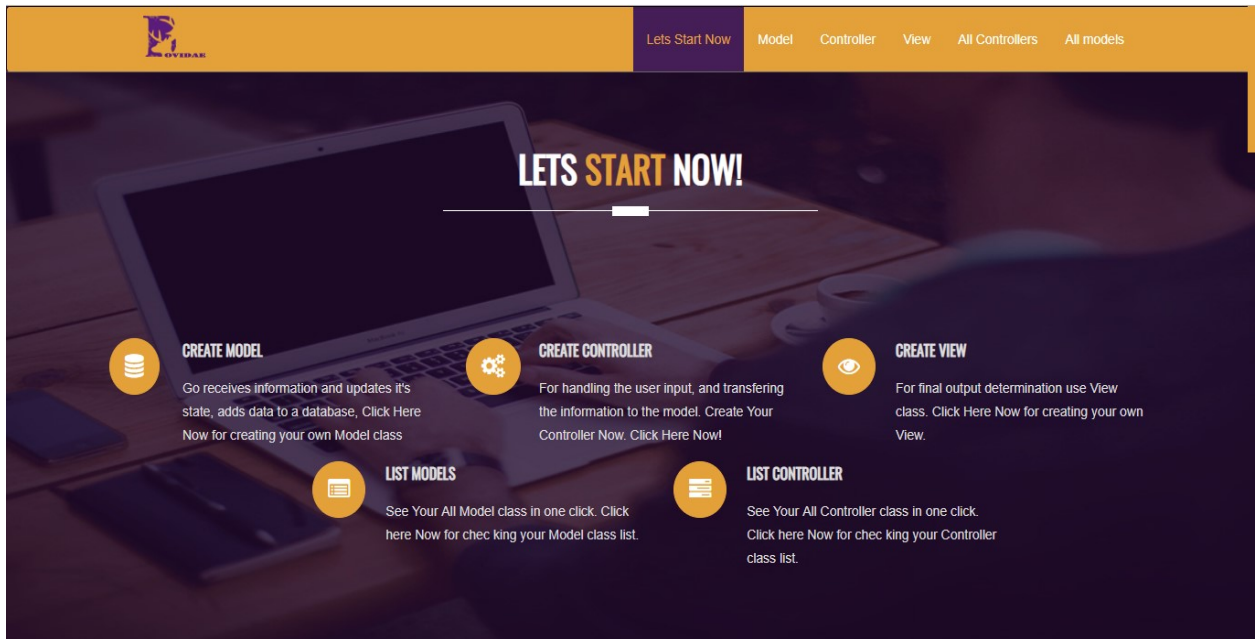 OVIDAE
Lets Start Now
Model
Controller
View
All Controllers
All models
LETS START NOW!
CREATE MODEL
Go receives information and updates it's
state, adds data to a database, Click Here
Now for creating your own Model class
CREATE CONTROLLER
For handling the user input, and transfering
the information to the model. Create Your
Controller Now. Click Here Now!
CREATE VIEW
For final output determination use View
class. Click Here Now for creating your own
View.
LIST MODELS
See Your All Model class in one click. Click
here Now for chec king your Model class list.
LIST CONTROLLER
See Your All Controller class in one click.
Click here Now for chec king your Controller
class list.